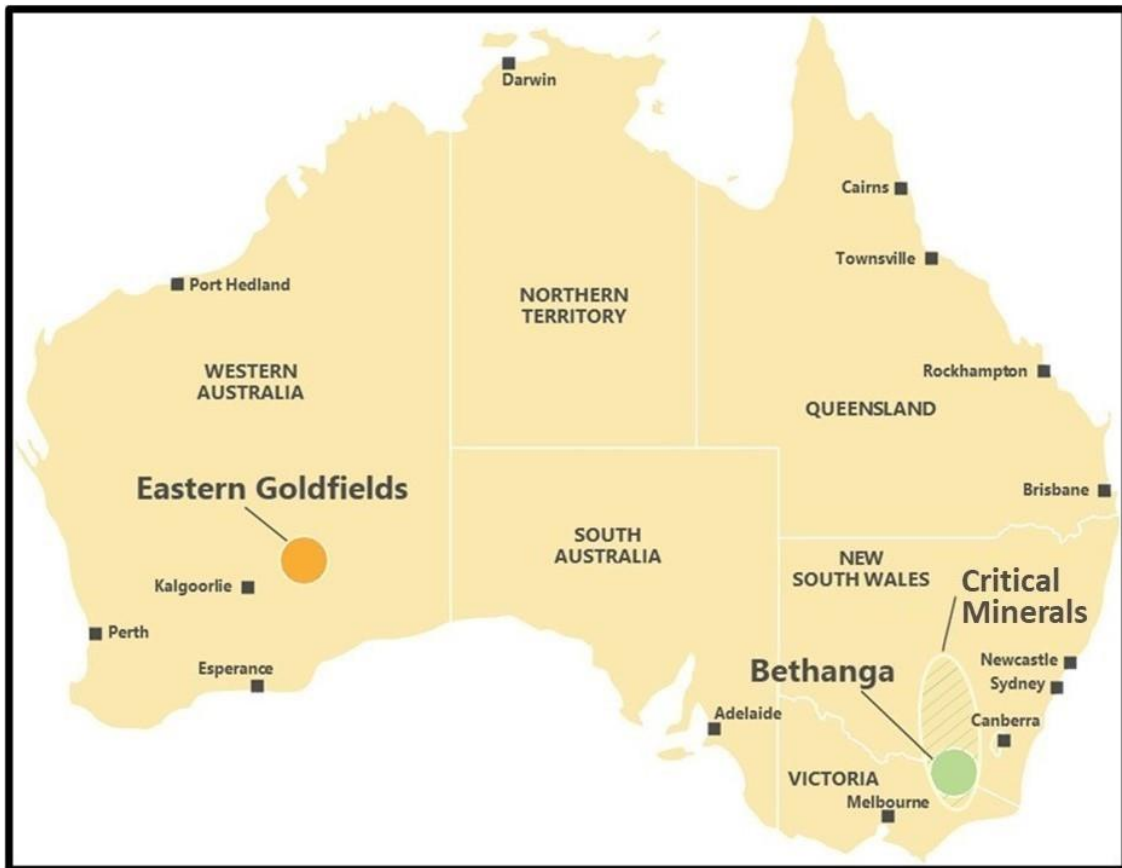 Darwin
Cairns
Townsville
Port Hedland
NORTHERN
TERRITORY
WESTERN
AUSTRALIA
Rockhampton
QUEENSLAND
Eastern Goldfields
Brisbane
SOUTH
AUSTRALIA
NEW
SOUTH WALES
Kalgoorlie
Critical
Minerals
Perth
Esperance
Bethanga
Newcastle
Sydney
Adelaide
Canberra
VICTORIA
Melbourne